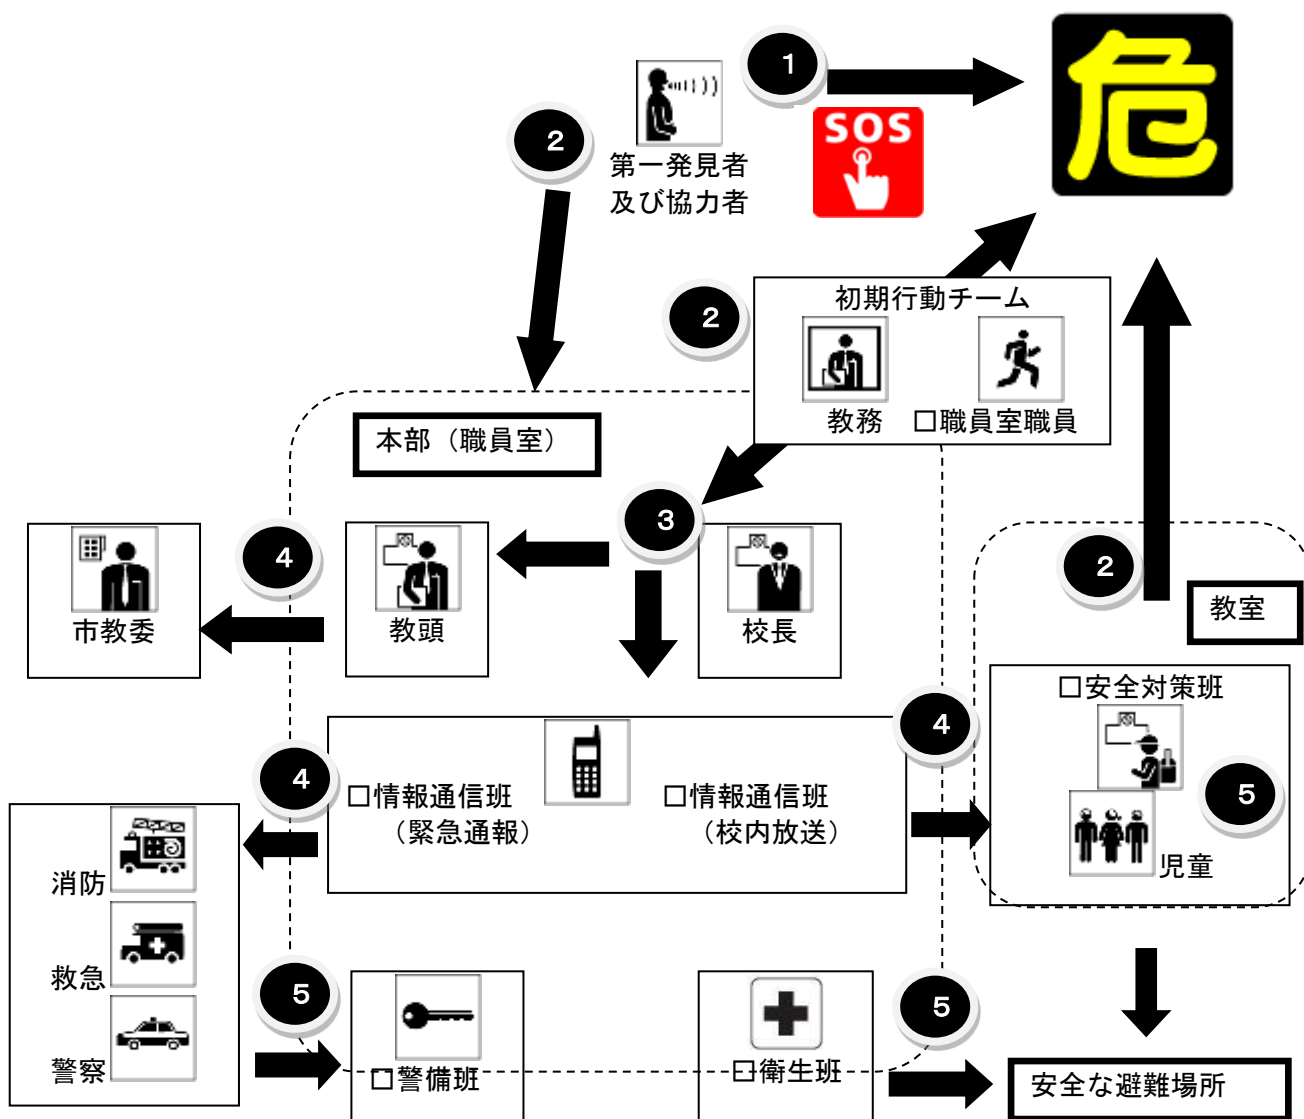 1
危
SOS
2
第一発見者
及び協力者
2
初期行動チーム
教務
□職員室職員
本部（職員室）
3
4
市教委
教頭
校長
2
教室
□安全対策班
5
児童
4
4
□情報通信班
（緊急通報）
□情報通信班
（校内放送）
消防
救急
警察
5
□警備班
□衛生班
5
安全な避難場所